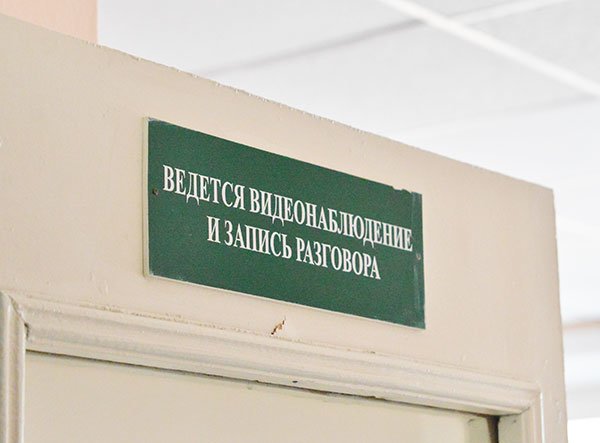 ВЕДЕТСЯ ВИДЕОНАБЛЮДЕНИЕ
И ЗАПИСЬ РАЗГОВОРА